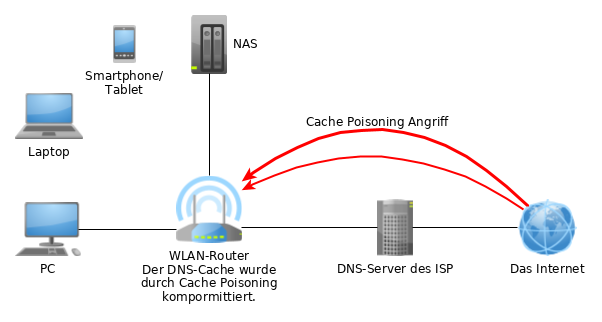 NAS
Smartphone/
Tablet
Cache Poisoning Angriff
Laptop
WLAN-Router
Der DNS-Cache wurde
durch Cache Poisoning
kompormittiert.
PC
DNS-Server des ISP
Das Internet